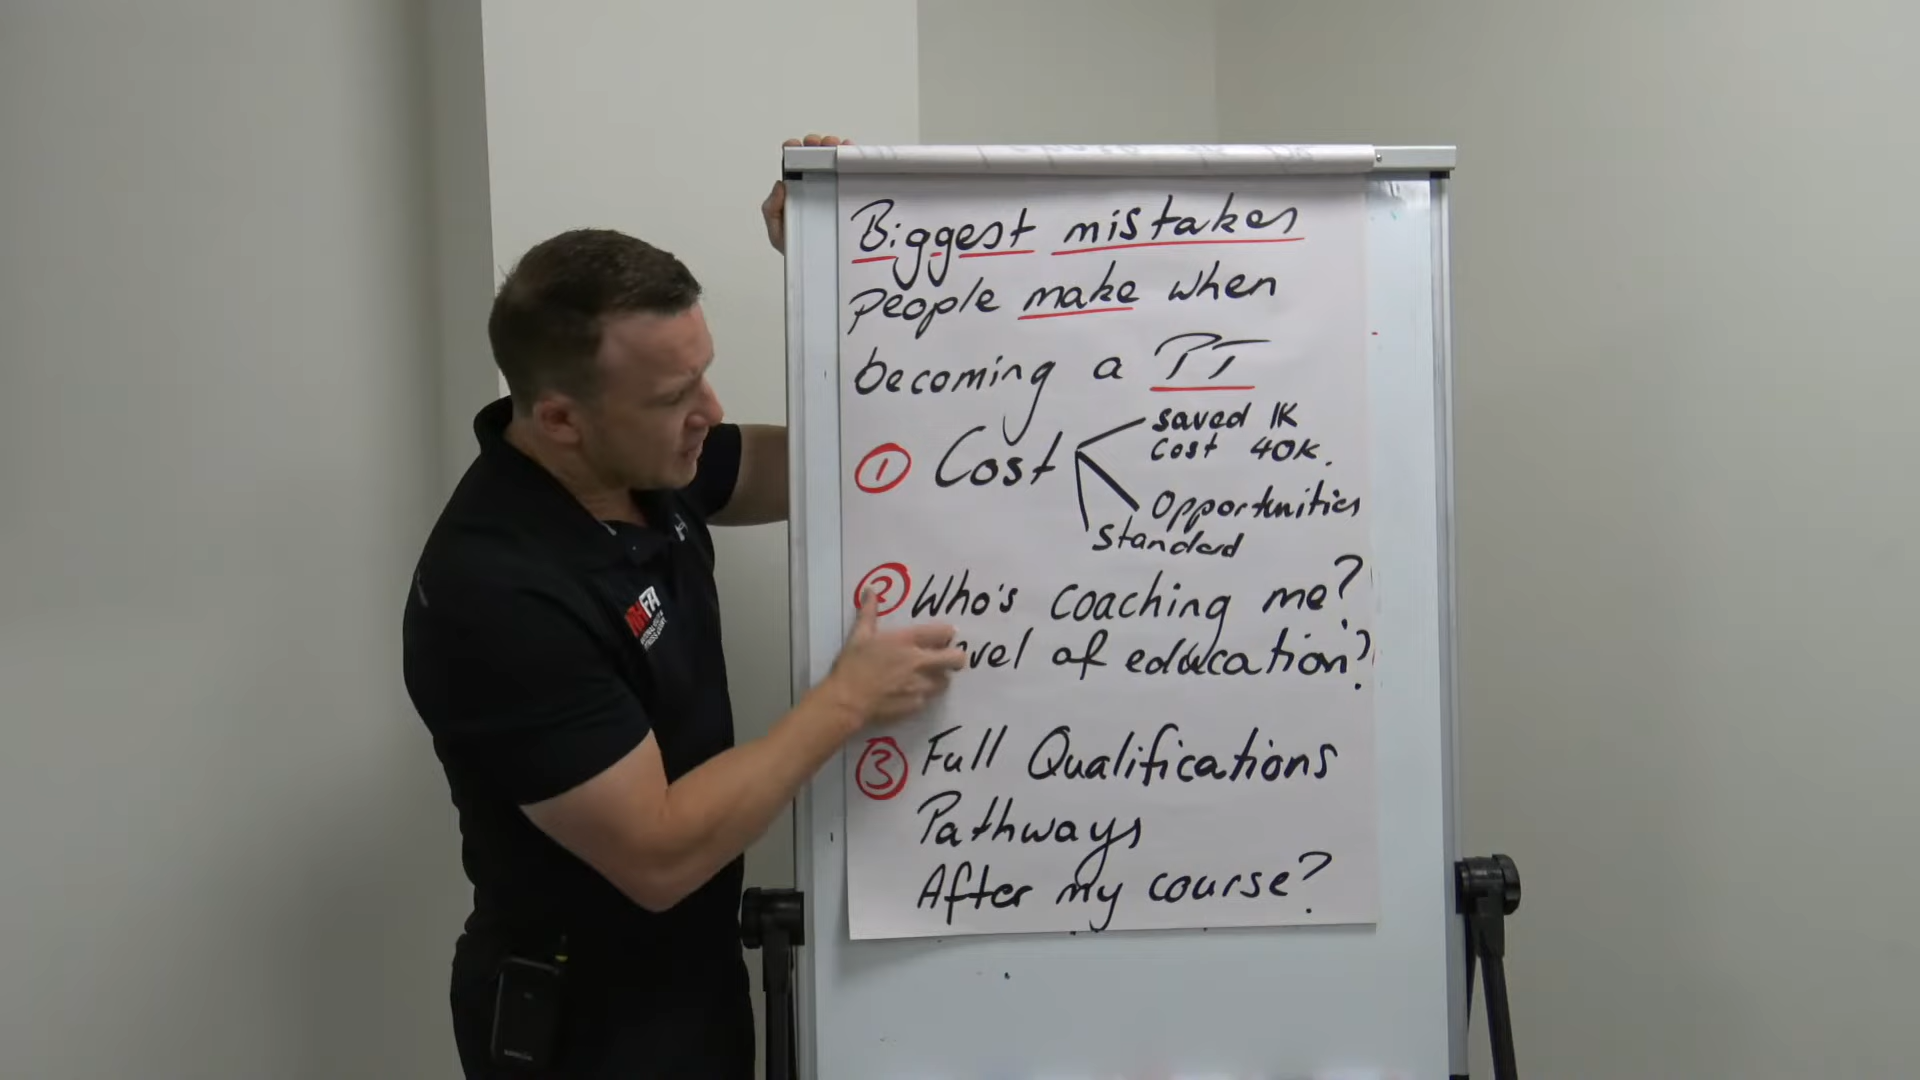 Biggest mistakes
People make when
becoming a PT
1 Cost
saved 1K
Cost 40K.
Opportunities
Standard
2 Who's coaching me?
of education?
3 Full Qualifications
Pathways
After my course?